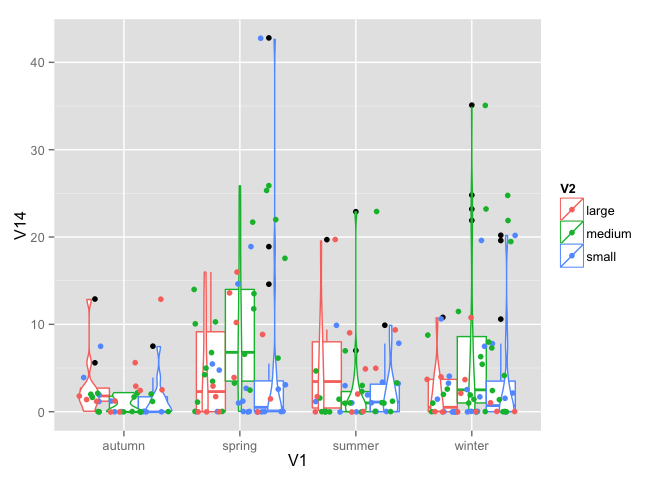 40
30
20
10
0
V14
autumn spring summer winter
V1
V2
large
medium
small